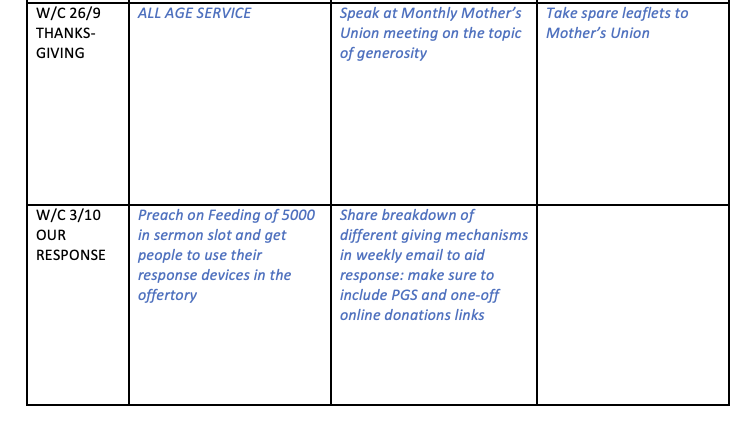 W/C 26/9
THANKS-
GIVING
ALL AGE SERVICE
Speak at Monthly Mother’s
Union meeting on the topic
of generosity
Take spare leaflets to
Mother’s Union
W/C 3/10
OUR
RESPONSE
Preach on Feeding of 5000
in sermon slot and get
people to use their
response devices in the
offertory
Share breakdown of
different giving mechanisms
in weekly email to aid
response: make sure to
include PGS and one-off
online donations links